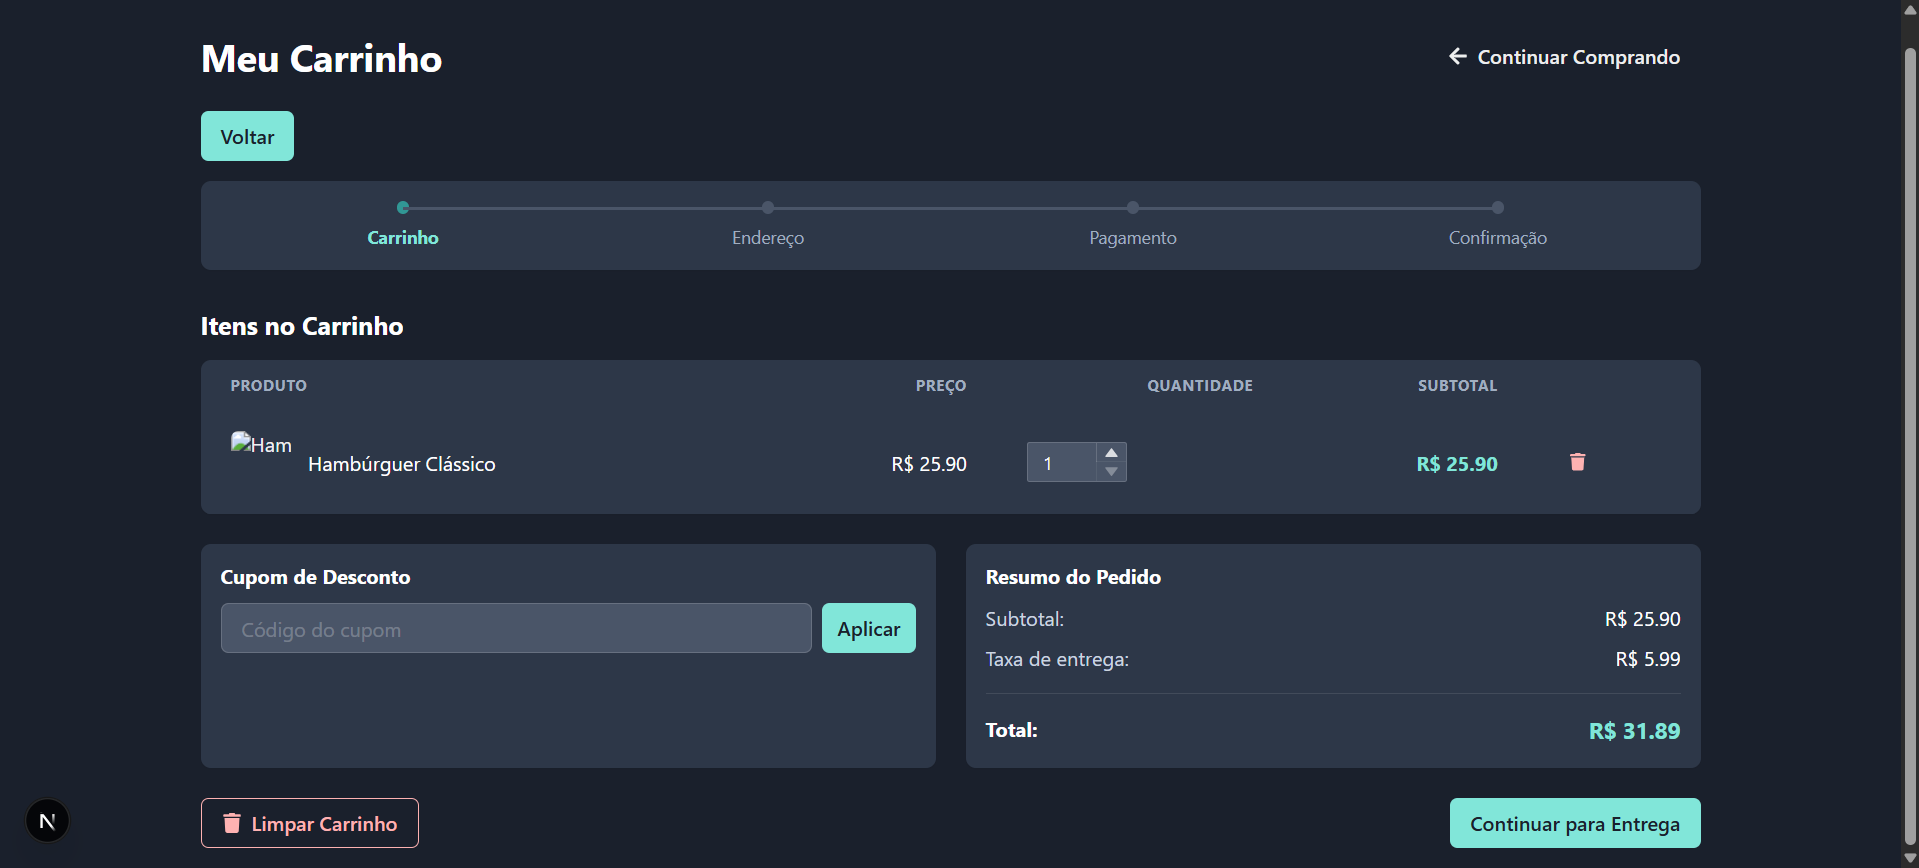 Meu Carrinho
Continuar Comprando
Voltar
Carrinho Endereço Pagamento Confirmação
Itens no Carrinho
PRODUTO PREÇO QUANTIDADE SUBTOTAL
Ham
Hambúrguer Clássico R$ 25.90 1 R$ 25.90
Cupom de Desconto
Código do cupom
Aplicar
Resumo do Pedido
Subtotal: R$ 25.90
Taxa de entrega: R$ 5.99
Total: R$ 31.89
N
Limpar Carrinho
Continuar para Entrega